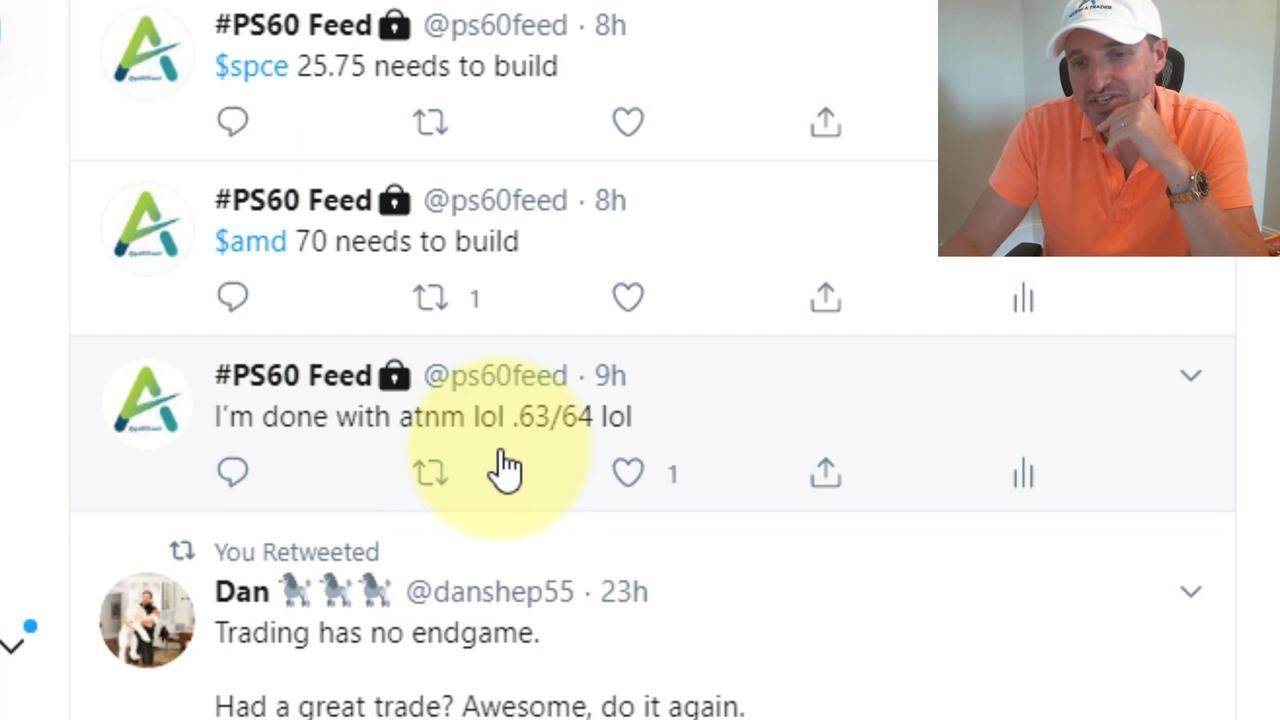 #PS60 Feed @ps60feed · 8h
$spce 25.75 needs to build
#PS60 Feed @ps60feed · 8h
$amd 70 needs to build
1
#PS60 Feed @ps60feed · 9h
I'm done with atnm lol .63/64 lol
1
You Retweeted
Dan 🐩🐩🐩 @danshep55 · 23h
Trading has no endgame.
Had a great trade? Awesome, do it again.